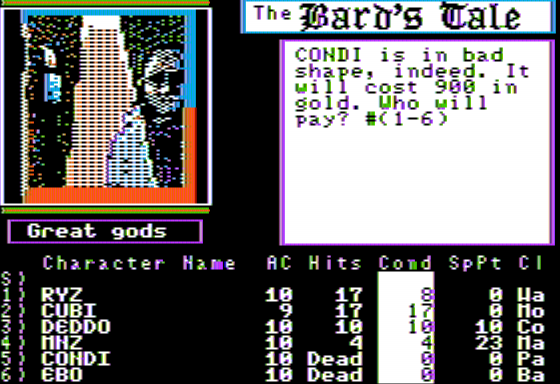 The Bard's Tale
CONDI is in bad
shape, indeed. It
will cost 900 in
gold. Who will
pay? #(1-6)
Great gods
Character Name AC Hits Cond SpPt Cl
S)
1) RYZ 10 17 8 0 Wa
2) CUBI 9 17 17 0 Mo
3) DEDDO 10 10 10 10 Co
4) MNZ 10 4 4 23 Ma
5) CONDI 10 Dead 0 0 Pa
6) EBO 10 Dead 0 0 Ba